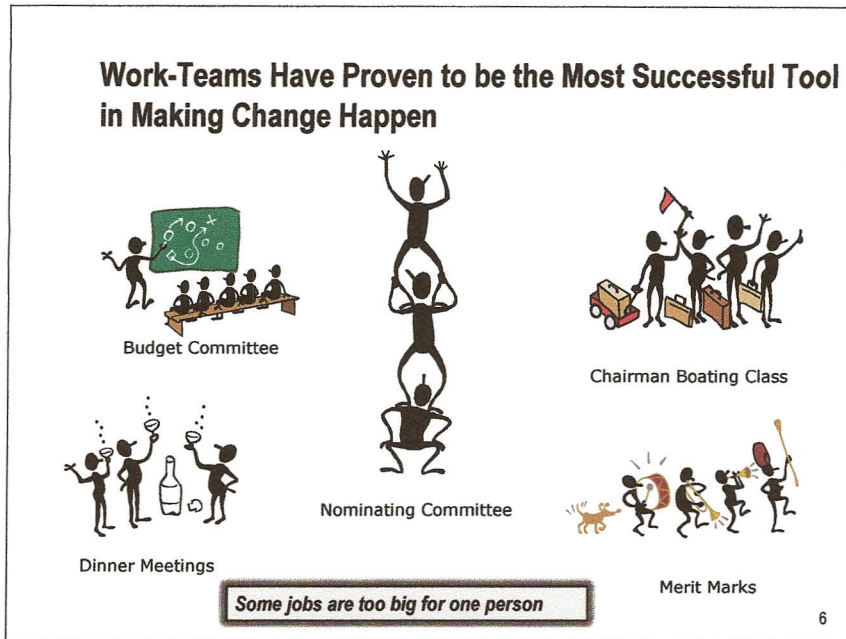 Work-Teams Have Proven to be the Most Successful Tool
in Making Change Happen
Budget Committee
Chairman Boating Class
Nominating Committee
Dinner Meetings
Merit Marks
Some jobs are too big for one person
6